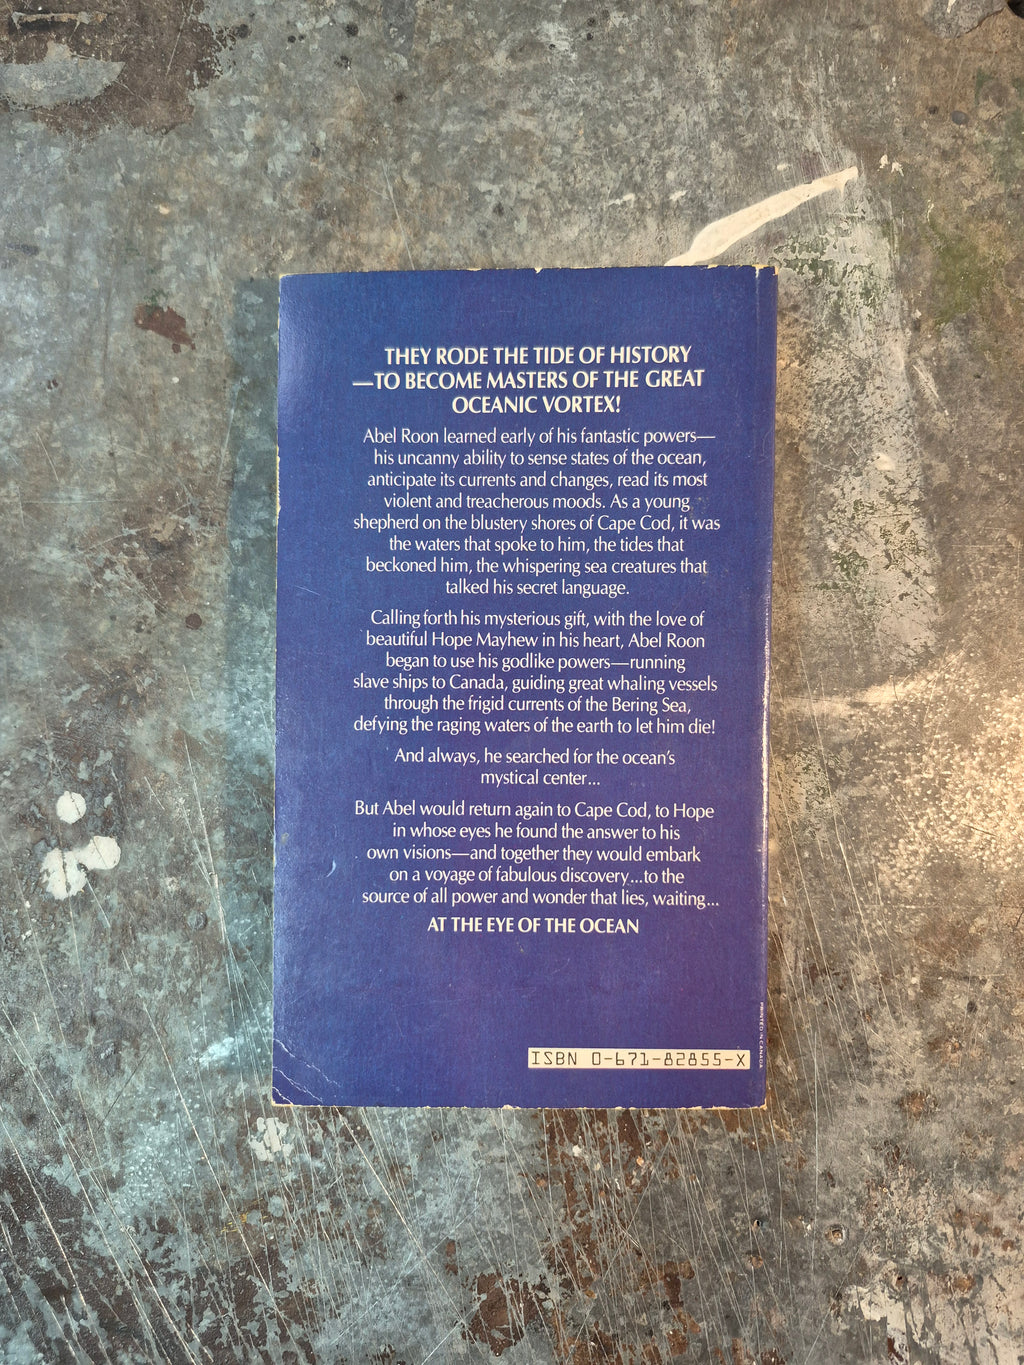 THEY RODE THE TIDE OF HISTORY
—TO BECOME MASTERS OF THE GREAT
OCEANIC VORTEX!
Abel Roon learned early of his fantastic powers—
his uncanny ability to sense states of the ocean,
anticipate its currents and changes, read its most
violent and treacherous moods. As a young
shepherd on the blustery shores of Cape Cod, it was
the waters that spoke to him, the tides that
beckoned him, the whispering sea creatures that
talked his secret language.
Calling forth his mysterious gift, with the love of
beautiful Hope Mayhew in his heart, Abel Roon
began to use his godlike powers—running
slave ships to Canada, guiding great whaling vessels
through the frigid currents of the Bering Sea,
defying the raging waters of the earth to let him die!
And always, he searched for the ocean's
mystical center...
But Abel would return again to Cape Cod, to Hope
in whose eyes he found the answer to his
own visions—and together they would embark
on a voyage of fabulous discovery...to the
source of all power and wonder that lies, waiting...
AT THE EYE OF THE OCEAN
PRINTED IN CANADA
ISBN 0-671-82855-X